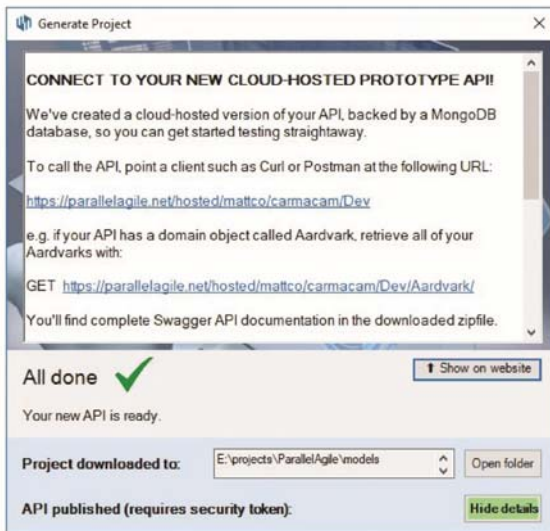 Generate Project
CONNECT TO YOUR NEW CLOUD-HOSTED PROTOTYPE API!
We've created a cloud-hosted version of your API, backed by a MongoDB
database, so you can get started testing straightaway.
To call the API, point a client such as Curl or Postman at the following URL:
https://parallelagile.net/hosted/mattco/carmacam/Dev
e.g. if your API has a domain object called Aardvark, retrieve all of your
Aardvarks with:
GET https://parallelagile.net/hosted/mattco/carmacam/Dev/Aardvark/
You'll find complete Swagger API documentation in the downloaded zipfile.
All done
Show on website
Your new API is ready.
Project downloaded to: E:\projects\ParallelAgile\models Open folder
API published (requires security token): Hide details